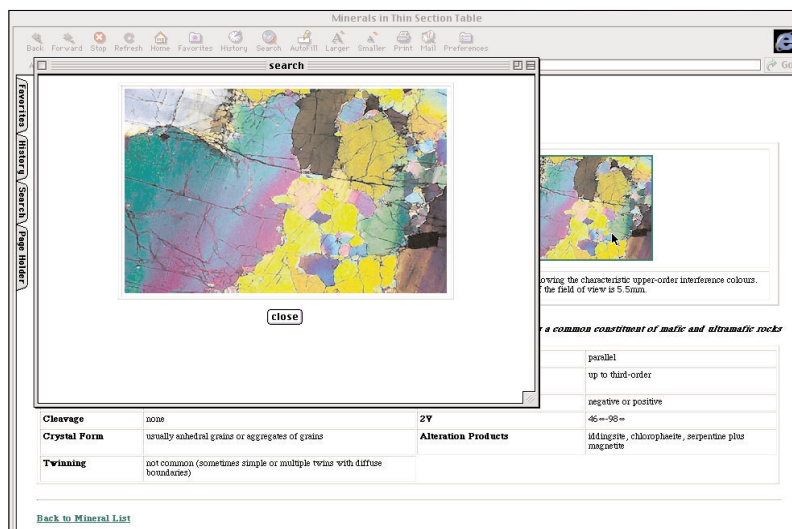 Minerals in Thin Section Table
Back Forward Stop Refresh Home Favorites History Search AutoFill Larger Smaller Print Mail Preferences
search
Go
Favorites
History
Search
Page Holder
owing the characteristic upper-order interference colours.
f the field of view is 5.5mm.
close
a common constituent of mafic and ultramafic rocks
parallel
up to third-order
negative or positive
Cleavage none 2V 46∞-98∞
Crystal Form usually anhedral grains or aggregates of grains Alteration Products iddingsite, chlorophaeite, serpentine plus
magnetite
Twinning not common (sometimes simple or multiple twins with diffuse
boundaries)
Back to Mineral List